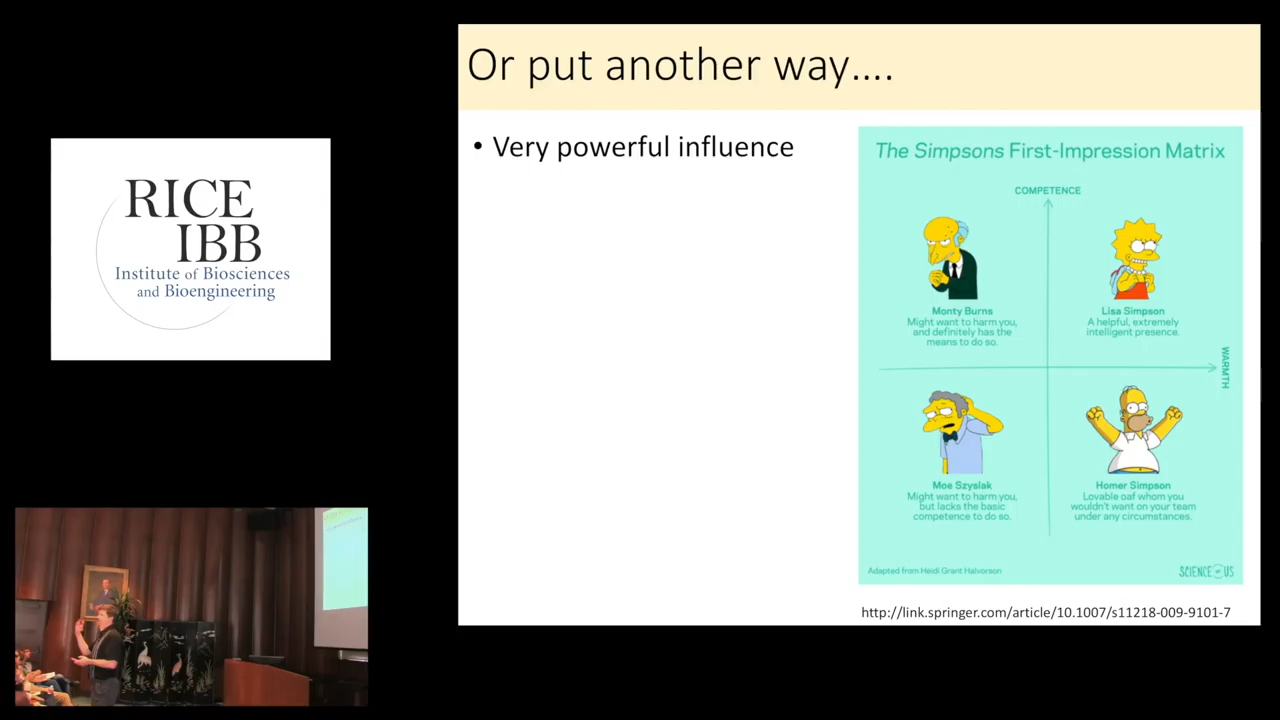 RICE
IBB
Institute of Biosciences
and Bioengineering
Or put another way....
• Very powerful influence
The Simpsons First-Impression Matrix
COMPETENCE
Monty Burns
Might want to harm you,
and definitely has the
means to do so.
Lisa Simpson
A helpful, extremely
intelligent presence.
WARMTH
Moe Szyslak
Might want to harm you,
but lacks the basic
competence to do so.
Homer Simpson
Lovable oaf whom you
wouldn't want on your team
under any circumstances.
Adapted from Heidi Grant Halvorson
SCIENCE OF US
http://link.springer.com/article/10.1007/s11218-009-9101-7